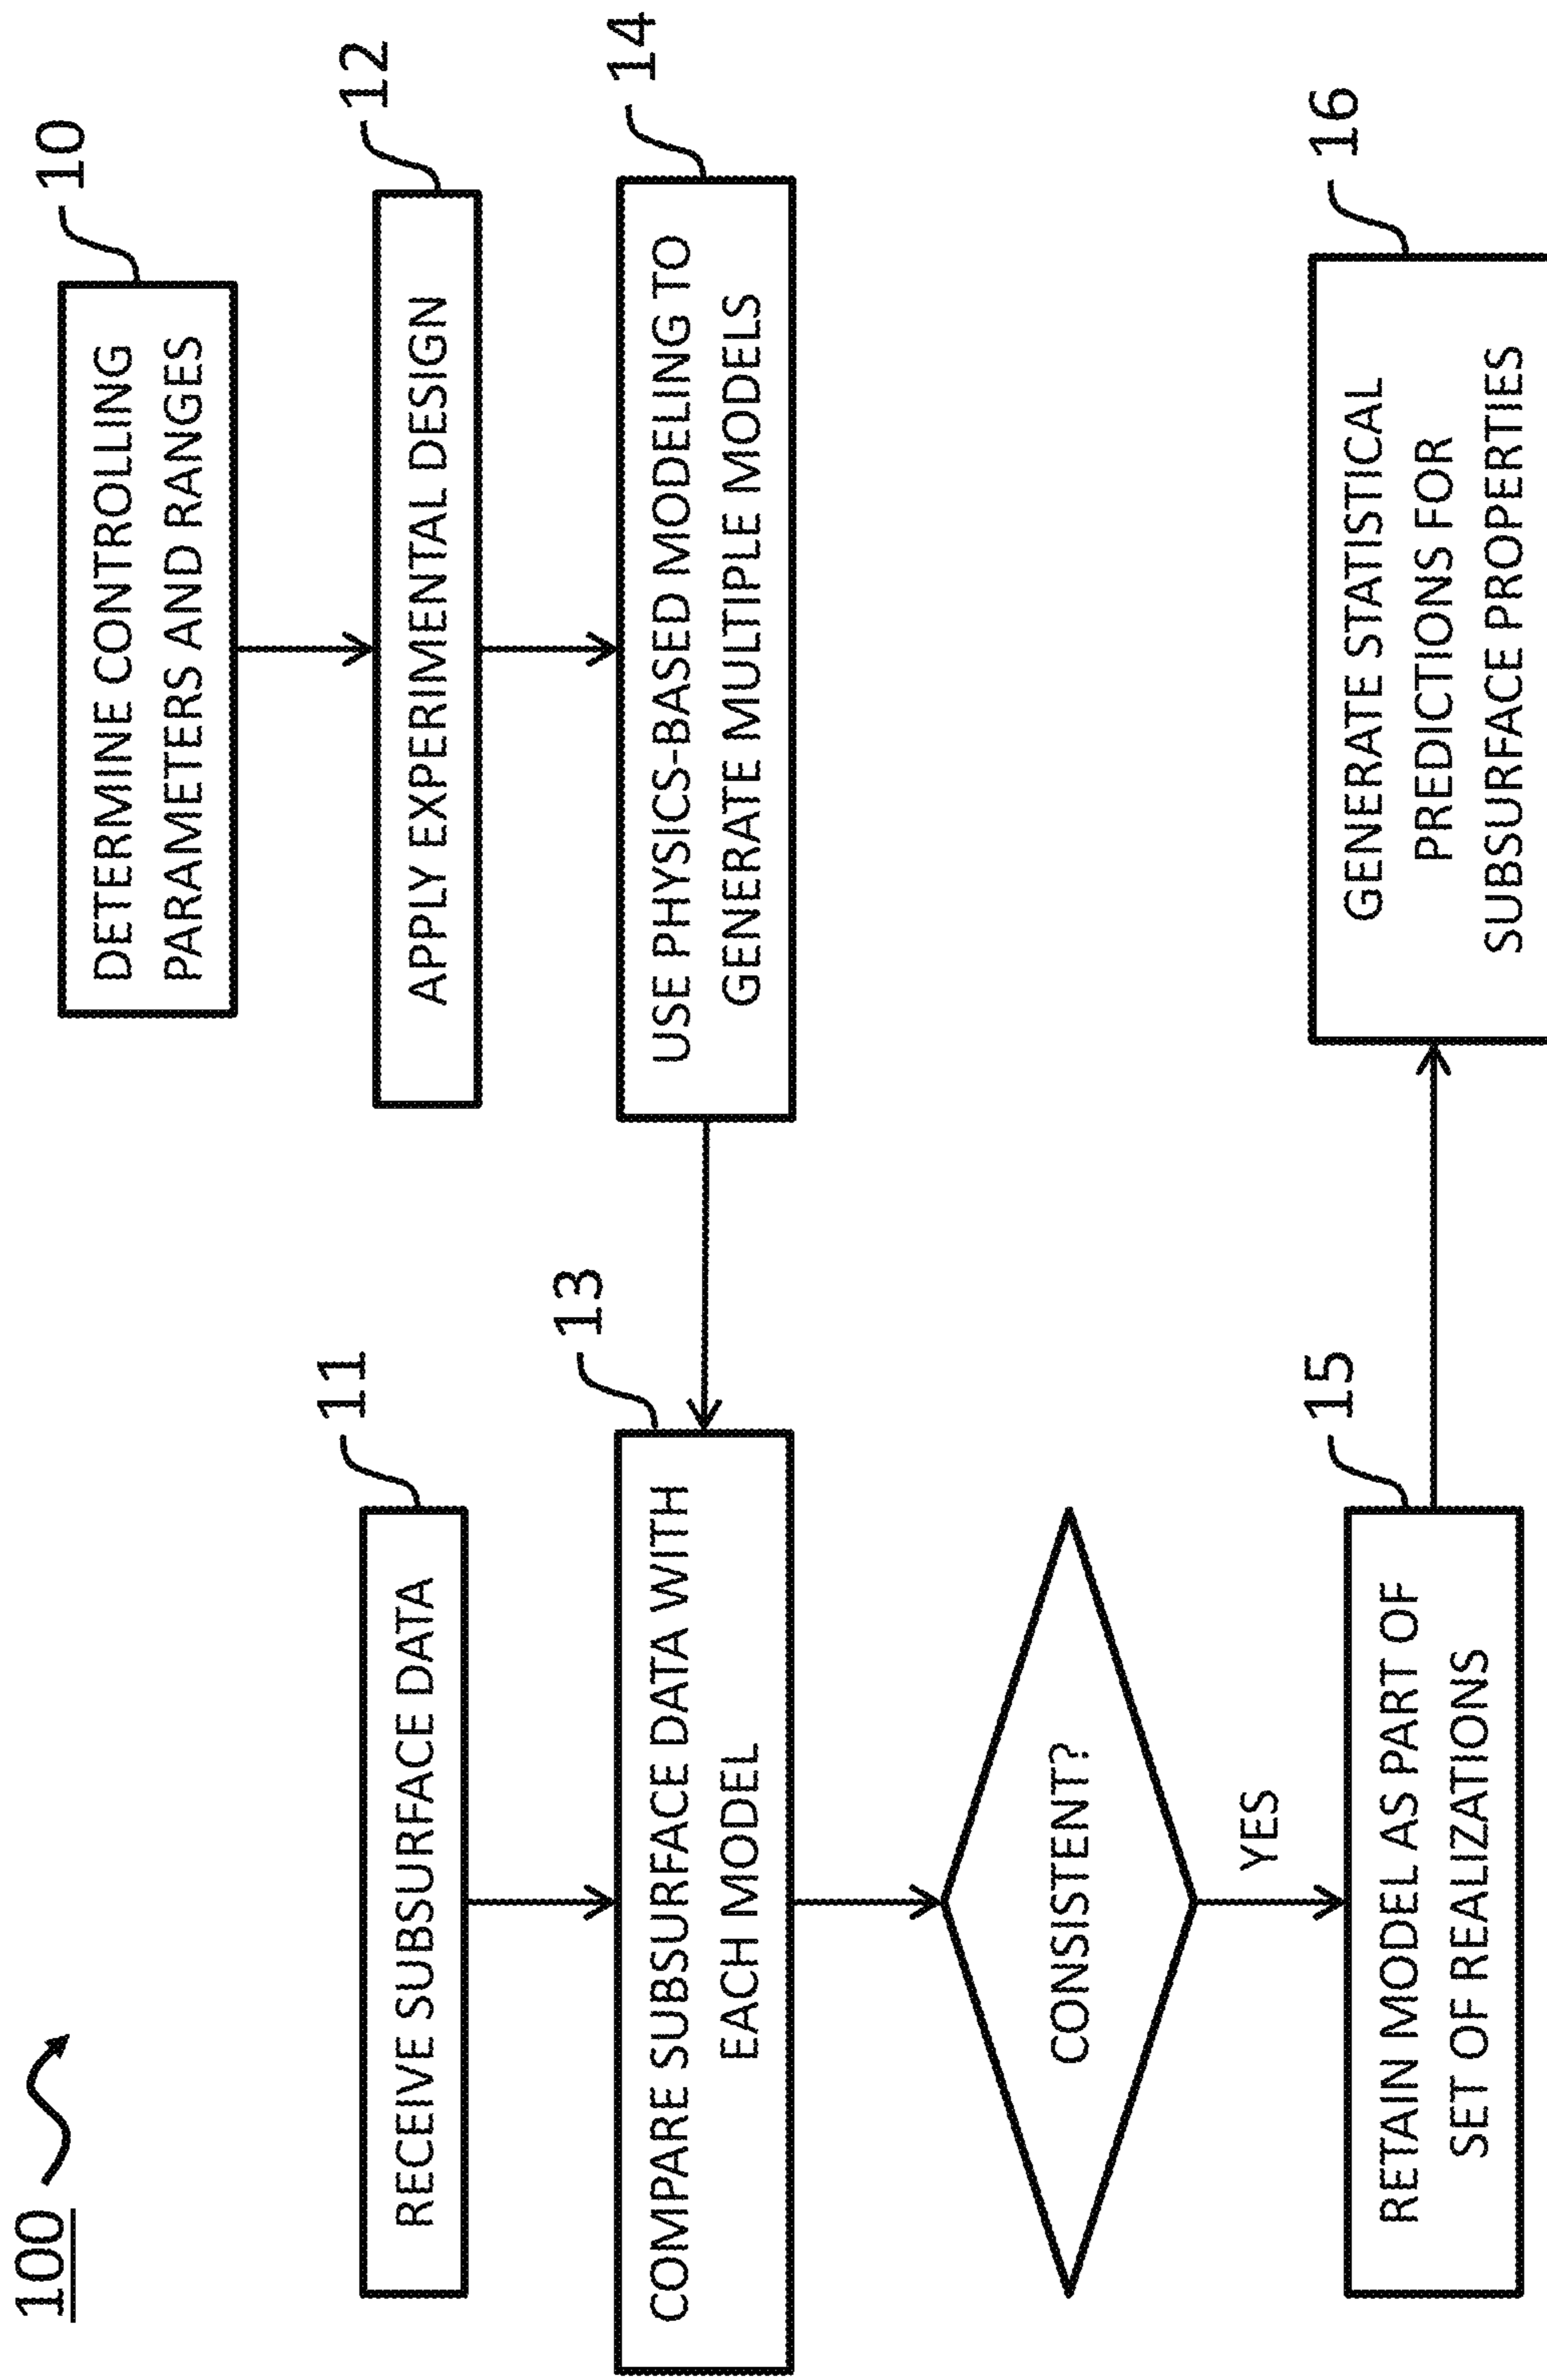 100
10
DETERMINE CONTROLLING
PARAMETERS AND RANGES
11
RECEIVE SUBSURFACE DATA
12
APPLY EXPERIMENTAL DESIGN
13
COMPARE SUBSURFACE DATA WITH
EACH MODEL
14
USE PHYSICS-BASED MODELING TO
GENERATE MULTIPLE MODELS
CONSISTENT?
YES
15
RETAIN MODEL AS PART OF
SET OF REALIZATIONS
16
GENERATE STATISTICAL
PREDICTIONS FOR
SUBSURFACE PROPERTIES